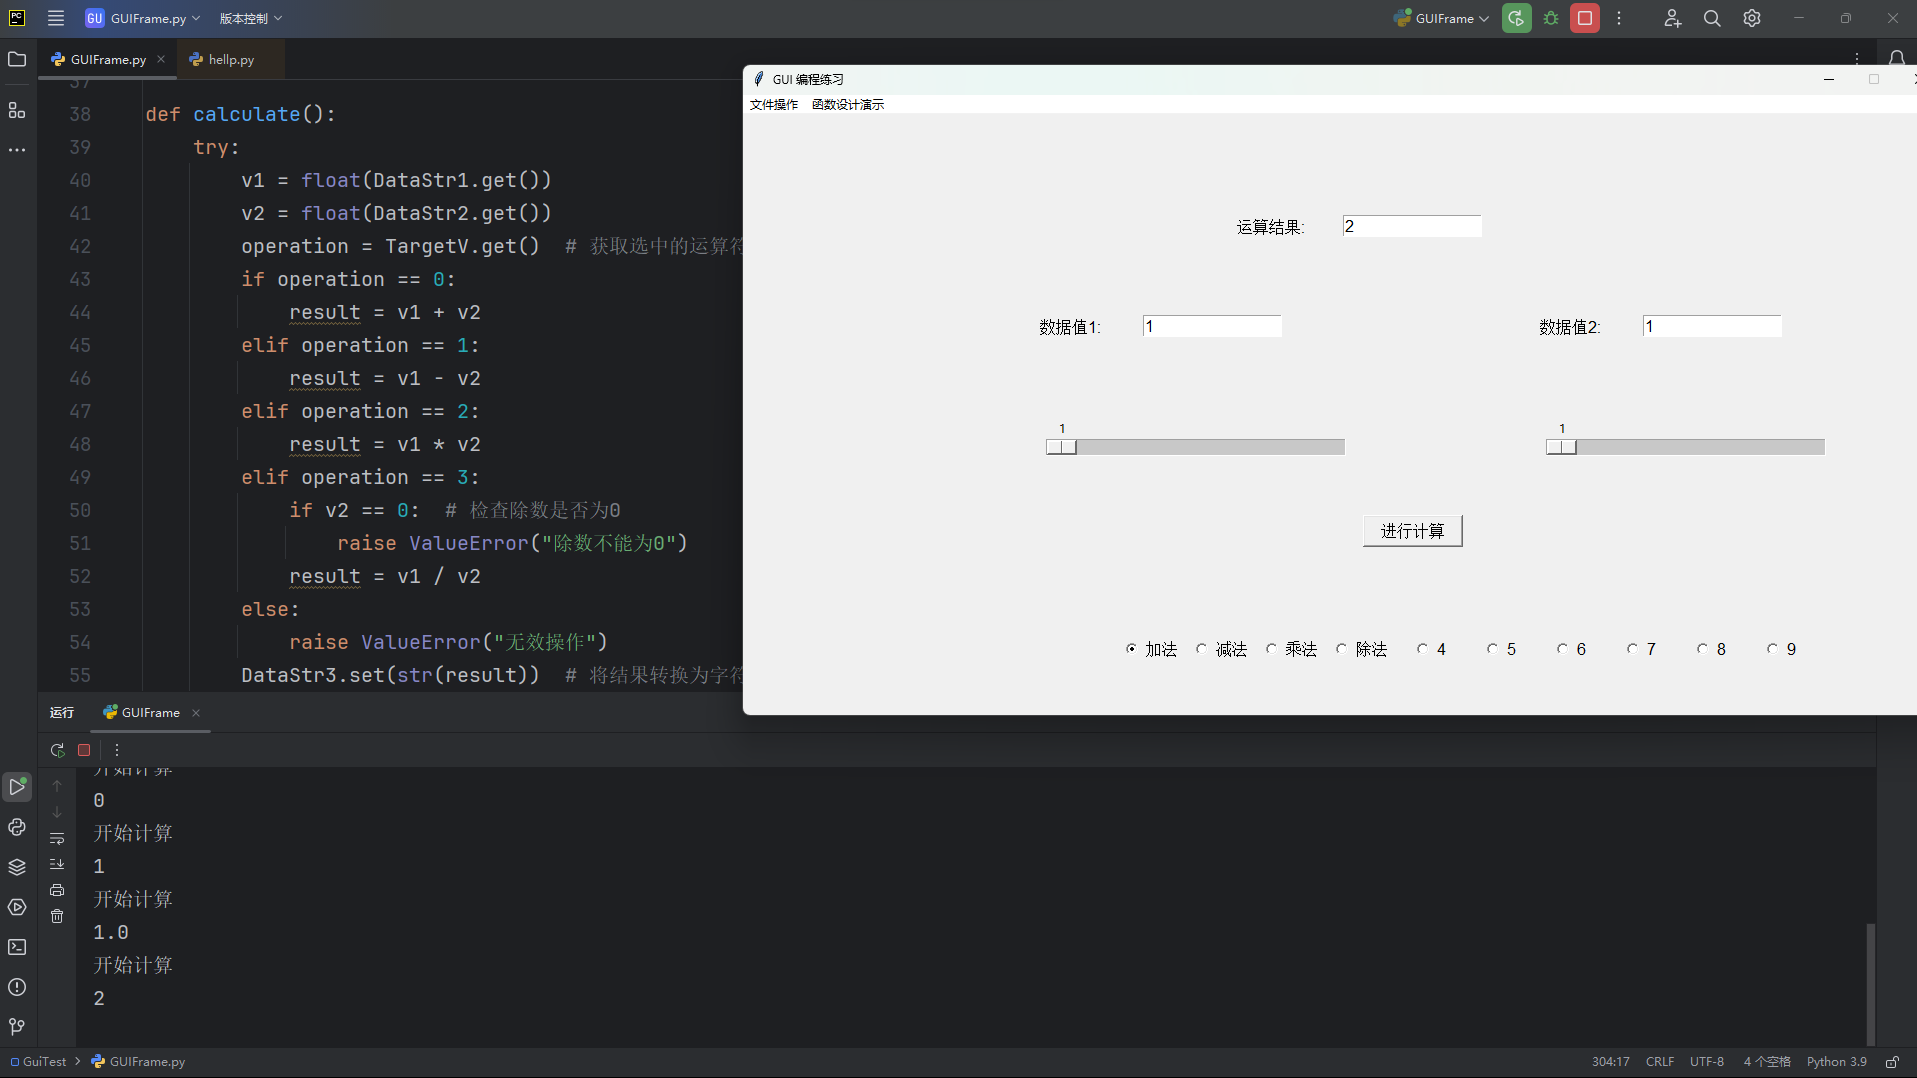 PC GU GUIFrame.py 版本控制 GUIFrame
GUIFrame.py hellp.py
37
38 def calculate():
39 try:
40 v1 = float(DataStr1.get())
41 v2 = float(DataStr2.get())
42 operation = TargetV.get() # 获取选中的运算符
43 if operation == 0:
44 result = v1 + v2
45 elif operation == 1:
46 result = v1 - v2
47 elif operation == 2:
48 result = v1 * v2
49 elif operation == 3:
50 if v2 == 0: # 检查除数是否为0
51 raise ValueError("除数不能为0")
52 result = v1 / v2
53 else:
54 raise ValueError("无效操作")
55 DataStr3.set(str(result)) # 将结果转换为字符
GUI 编程练习
文件操作 函数设计演示
运算结果: 2
数据值1: 1 数据值2: 1
1 1
进行计算
加法 减法 乘法 除法 4 5 6 7 8 9
运行 GUIFrame
开始计算
0
开始计算
1
开始计算
1.0
开始计算
2
GuiTest GUIFrame.py 304:17 CRLF UTF-8 4 个空格 Python 3.9